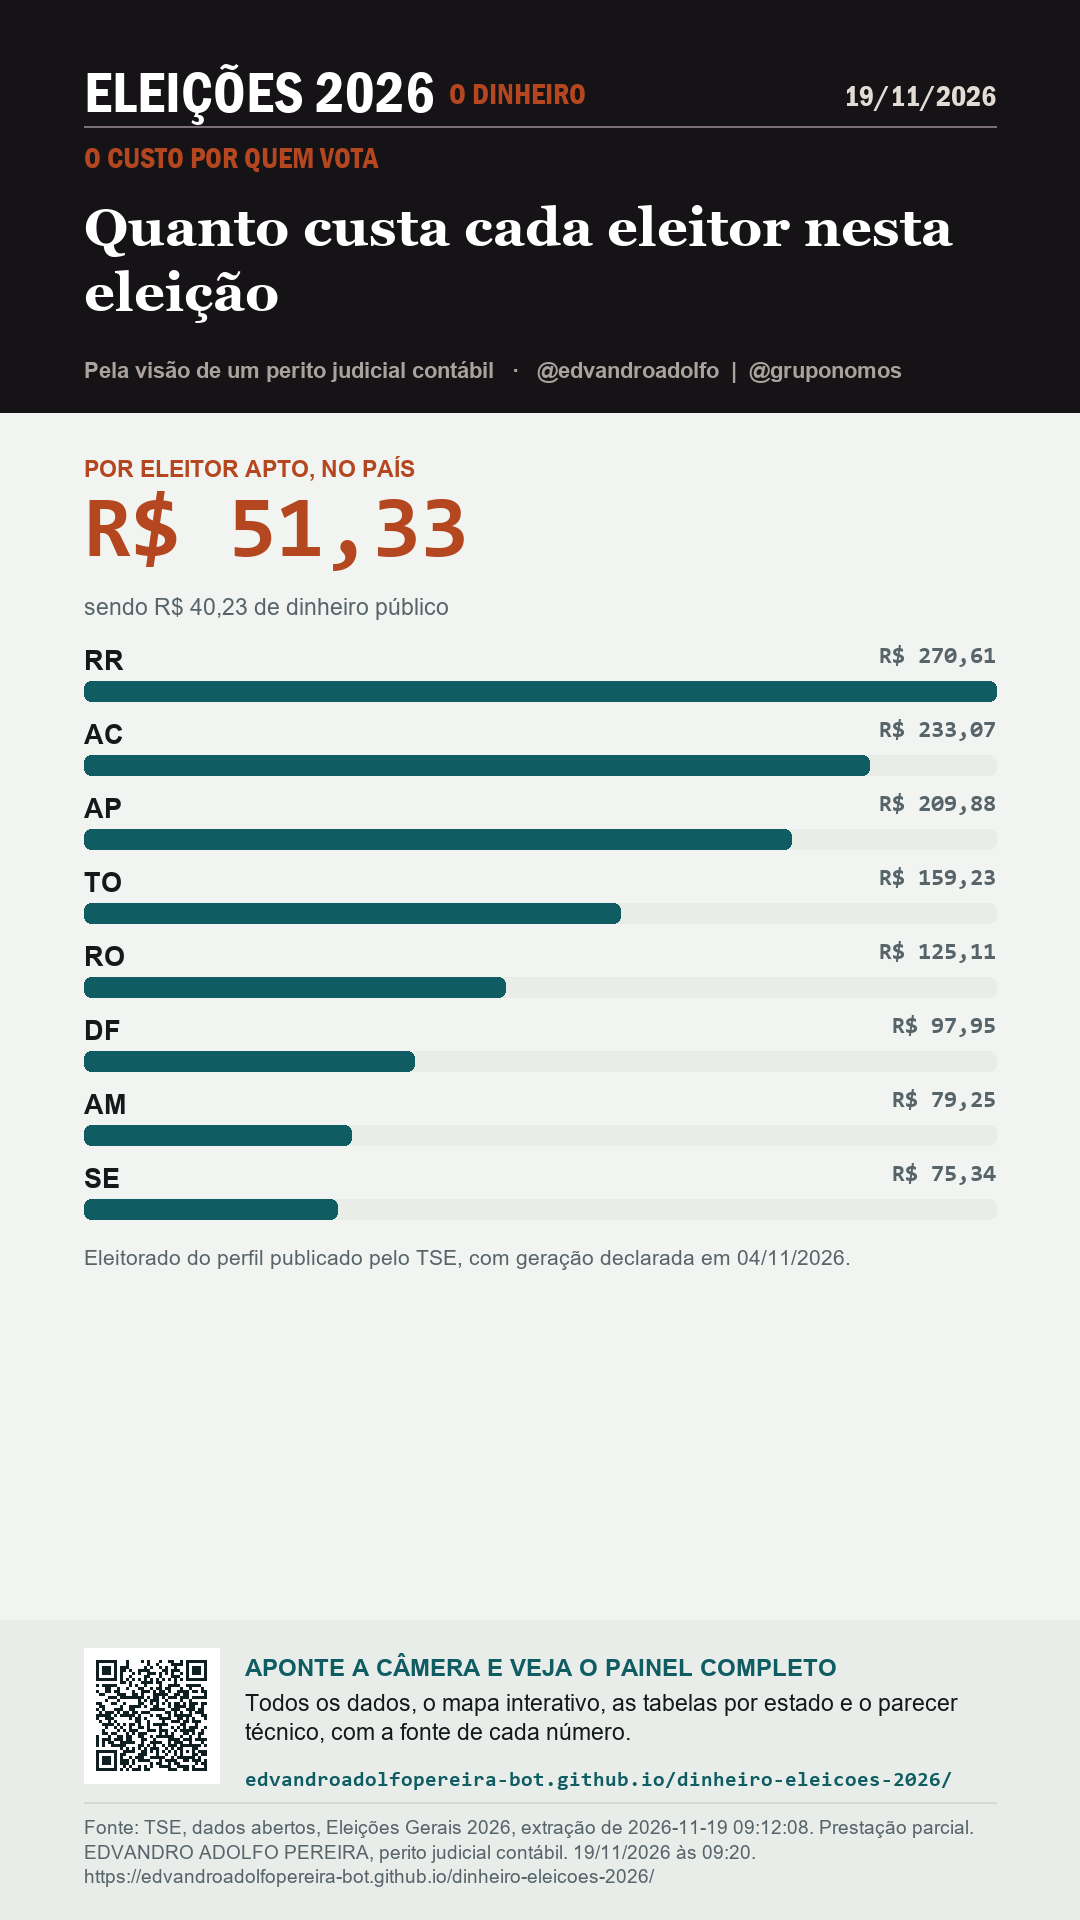 ELEIÇÕES 2026 O DINHEIRO 19/11/2026
O CUSTO POR QUEM VOTA
Quanto custa cada eleitor nesta
eleição
Pela visão de um perito judicial contábil · @edvandroadolfo | @gruponomos
POR ELEITOR APTO, NO PAÍS
R$ 51,33
sendo R$ 40,23 de dinheiro público
RR R$ 270,61
AC R$ 233,07
AP R$ 209,88
TO R$ 159,23
RO R$ 125,11
DF R$ 97,95
AM R$ 79,25
SE R$ 75,34
Eleitorado do perfil publicado pelo TSE, com geração declarada em 04/11/2026.
APONTE A CÂMERA E VEJA O PAINEL COMPLETO
Todos os dados, o mapa interativo, as tabelas por estado e o parecer
técnico, com a fonte de cada número.
edvandroadolfopereira-bot.github.io/dinheiro-eleicoes-2026/
Fonte: TSE, dados abertos, Eleições Gerais 2026, extração de 2026-11-19 09:12:08. Prestação parcial.
EDVANDRO ADOLFO PEREIRA, perito judicial contábil. 19/11/2026 às 09:20.
https://edvandroadolfopereira-bot.github.io/dinheiro-eleicoes-2026/